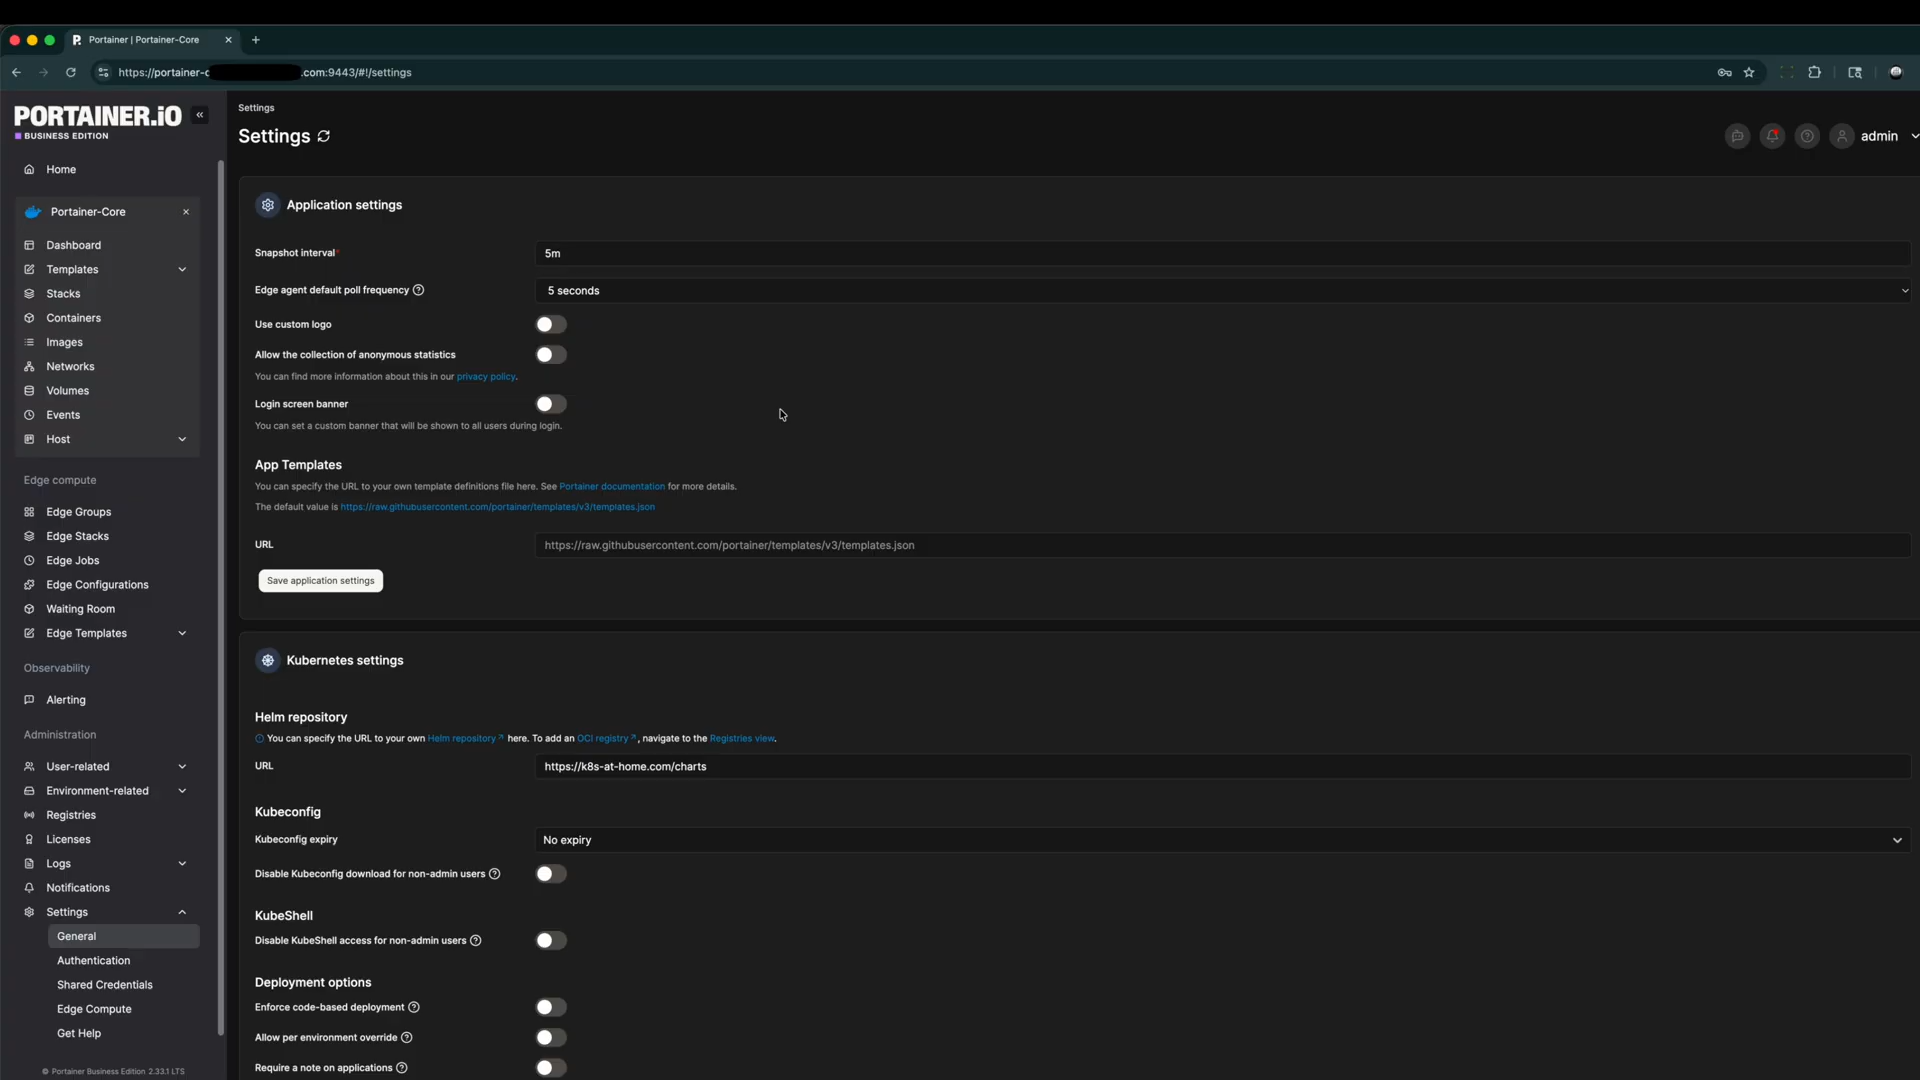 Portainer | Portainer-Core
https://portainer-c .com:9443/#!/settings
PORTAINER.iO
BUSINESS EDITION
Home
Portainer-Core
Dashboard
Templates
Stacks
Containers
Images
Networks
Volumes
Events
Host
Edge compute
Edge Groups
Edge Stacks
Edge Jobs
Edge Configurations
Waiting Room
Edge Templates
Observability
Alerting
Administration
User-related
Environment-related
Registries
Licenses
Logs
Notifications
Settings
General
Authentication
Shared Credentials
Edge Compute
Get Help
© Portainer Business Edition 2.33.1 LTS
Settings
Settings
admin
Application settings
Snapshot interval*
5m
Edge agent default poll frequency
5 seconds
Use custom logo
Allow the collection of anonymous statistics
You can find more information about this in our privacy policy.
Login screen banner
You can set a custom banner that will be shown to all users during login.
App Templates
You can specify the URL to your own template definitions file here. See Portainer documentation for more details.
The default value is https://raw.githubusercontent.com/portainer/templates/v3/templates.json
URL
https://raw.githubusercontent.com/portainer/templates/v3/templates.json
Save application settings
Kubernetes settings
Helm repository
You can specify the URL to your own Helm repository here. To add an OCI registry, navigate to the Registries view.
URL
https://k8s-at-home.com/charts
Kubeconfig
Kubeconfig expiry
No expiry
Disable Kubeconfig download for non-admin users
KubeShell
Disable KubeShell access for non-admin users
Deployment options
Enforce code-based deployment
Allow per environment override
Require a note on applications